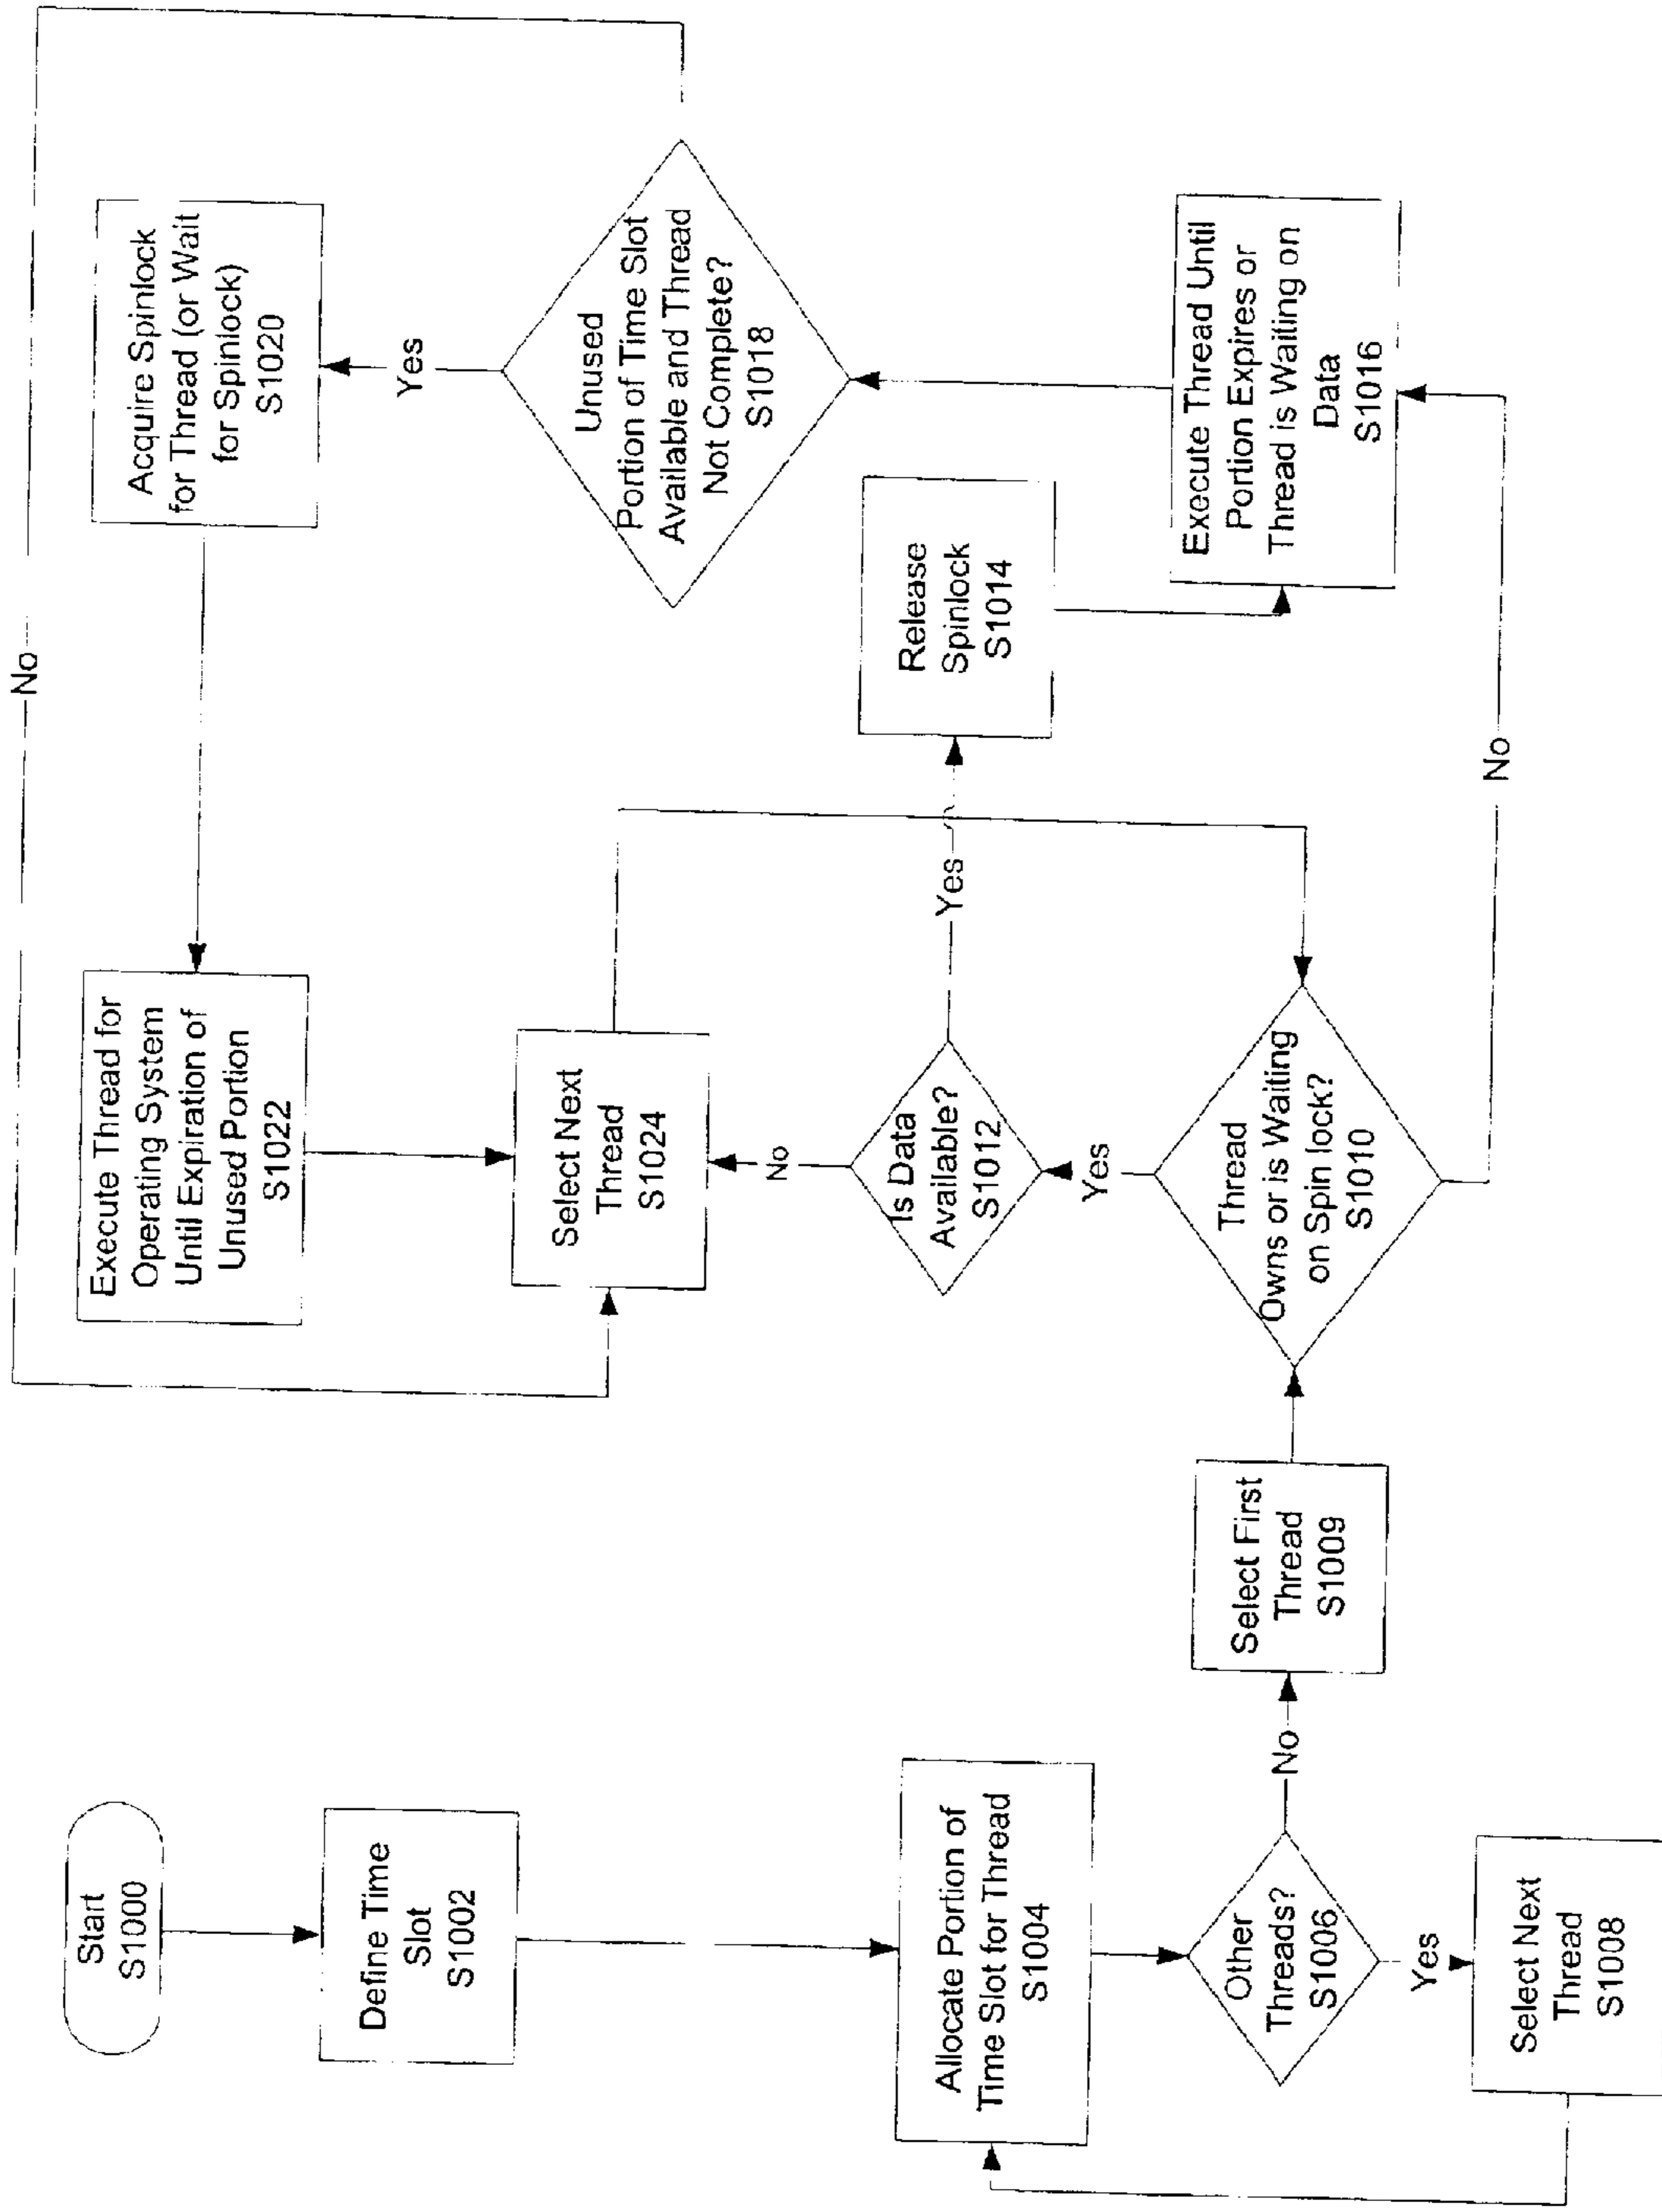 Start
S1000
Define Time
Slot
S1002
Allocate Portion of
Time Slot for Thread
S1004
Other
Threads?
S1006
Yes
Select Next
Thread
S1008
No
Select First
Thread
S1009
Thread
Owns or is Waiting
on Spin lock?
S1010
Yes
No
Is Data
Available?
S1012
No
Yes
Release
Spinlock
S1014
Execute Thread Until
Portion Expires or
Thread is Waiting on
Data
S1016
Unused
Portion of Time Slot
Available and Thread
Not Complete?
S1018
Yes
No
Acquire Spinlock
for Thread (or Wait
for Spinlock)
S1020
Execute Thread for
Operating System
Until Expiration of
Unused Portion
S1022
Select Next
Thread
S1024